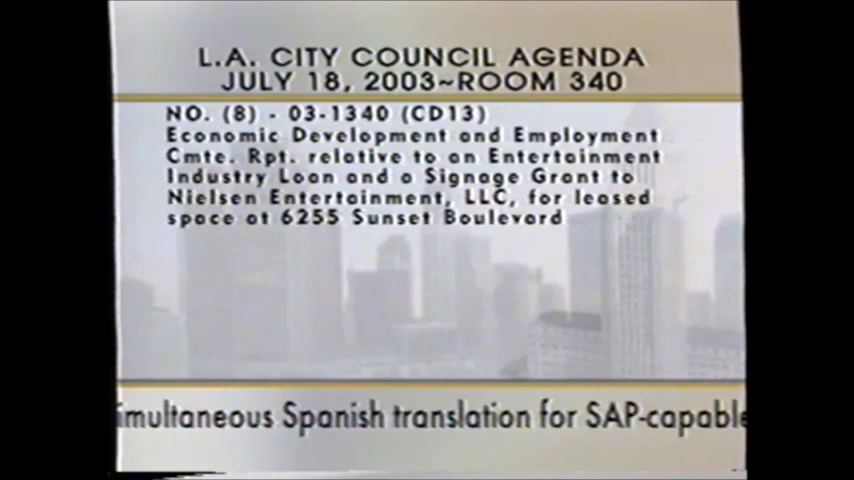 L.A. CITY COUNCIL AGENDA
JULY 18, 2003~ROOM 340
NO. (8) - 03-1340 (CD13)
Economic Development and Employment
Cmte. Rpt. relative to an Entertainment
Industry Loan and a Signage Grant to
Nielsen Entertainment, LLC, for leased
space at 6255 Sunset Boulevard
imultaneous Spanish translation for SAP-capable